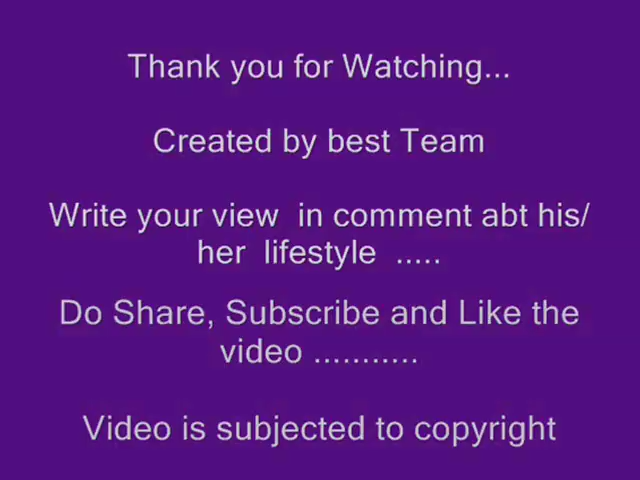 Thank you for Watching...
Created by best Team
Write your view  in comment abt his/
her  lifestyle  .....
Do Share, Subscribe and Like the
video ...........
Video is subjected to copyright